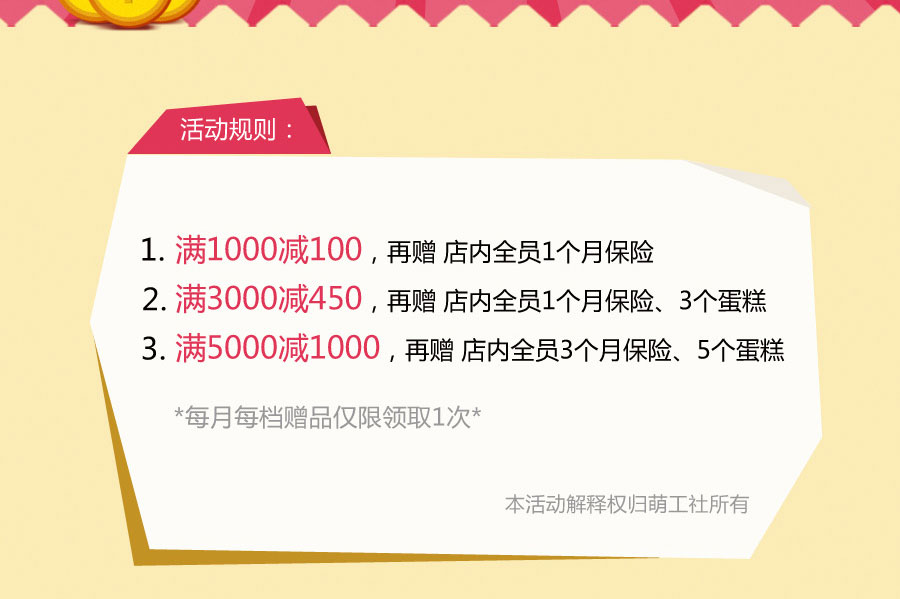 活动规则：
1. 满1000减100，再赠 店内全员1个月保险
2. 满3000减450，再赠 店内全员1个月保险、3个蛋糕
3. 满5000减1000，再赠 店内全员3个月保险、5个蛋糕
*每月每档赠品仅限领取1次*
本活动解释权归萌工社所有